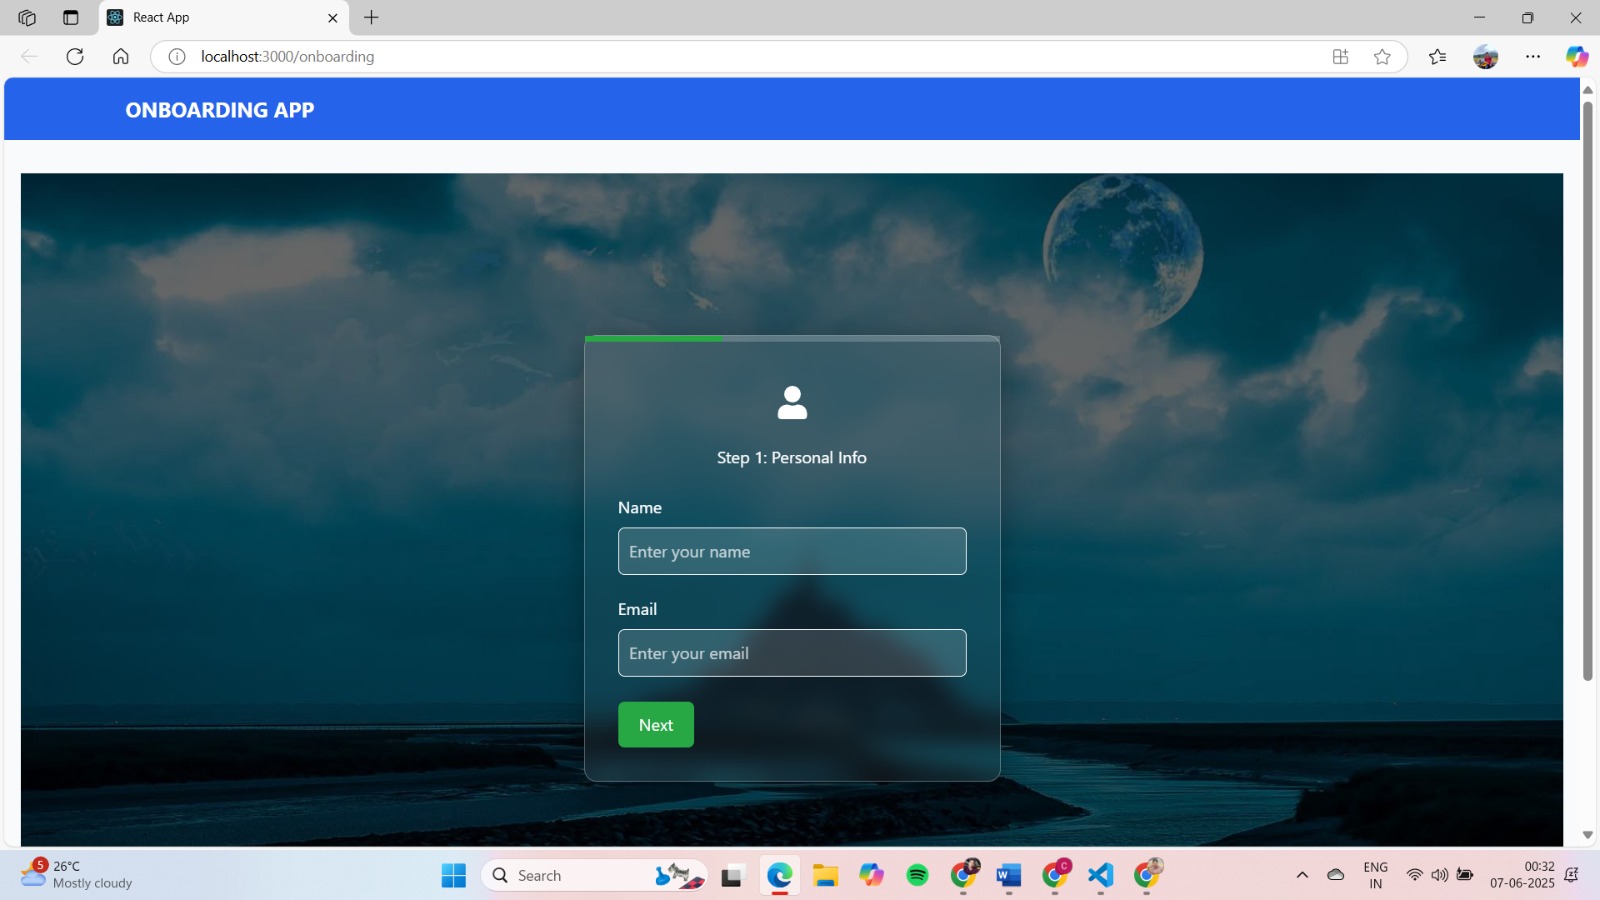 React App
localhost:3000/onboarding
ONBOARDING APP
Step 1: Personal Info
Name
Enter your name
Email
Enter your email
Next
5
26°C
Mostly cloudy
Search
W
C
ENG
IN
00:32
07-06-2025